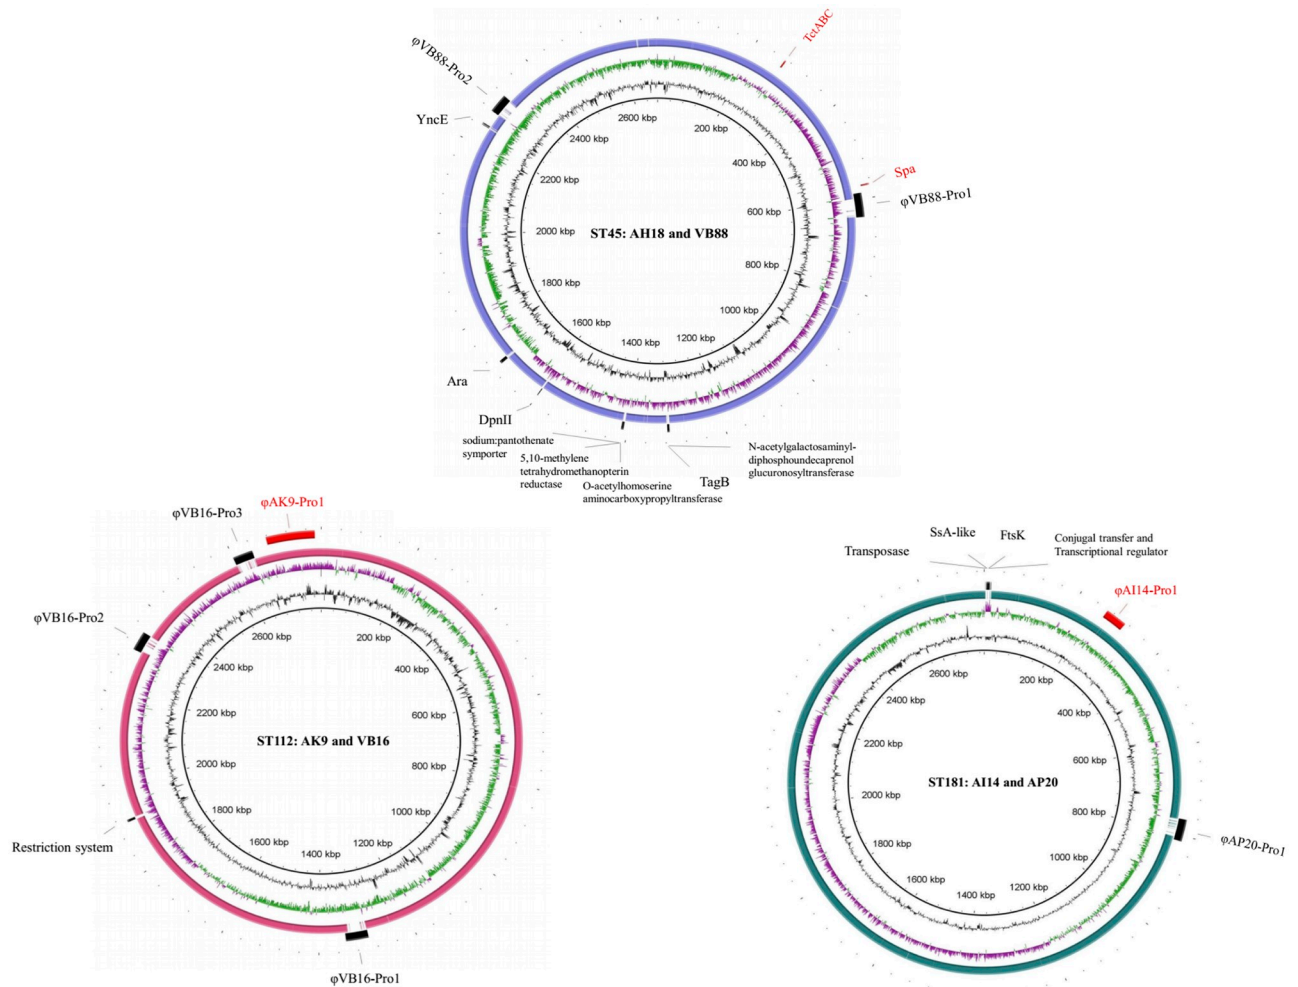 TctABC
φVB88-Pro2
YncE
Spa
φVB88-Pro1
2600 kbp
200 kbp
2400 kbp
400 kbp
2200 kbp
600 kbp
2000 kbp
ST45: AH18 and VB88
800 kbp
1800 kbp
1000 kbp
1600 kbp
1200 kbp
1400 kbp
Ara
DpnII
sodium:pantothenate
symporter
5,10-methylene
tetrahydromethanopterin
reductase
O-acetylhomoserine
aminocarboxypropyltransferase
TagB
N-acetylgalactosaminyl-
diphosphoundecaprenol
glucuronosyltransferase
φAK9-Pro1
φVB16-Pro3
φVB16-Pro2
2600 kbp
200 kbp
2400 kbp
400 kbp
2200 kbp
600 kbp
ST112: AK9 and VB16
2000 kbp
800 kbp
1800 kbp
1000 kbp
1600 kbp
1200 kbp
1400 kbp
Restriction system
φVB16-Pro1
Transposase
SsA-like
FtsK
Conjugal transfer and
Transcriptional regulator
φAI14-Pro1
2600 kbp
200 kbp
2400 kbp
400 kbp
2200 kbp
600 kbp
ST181: AI14 and AP20
2000 kbp
800 kbp
1800 kbp
1000 kbp
1600 kbp
1200 kbp
1400 kbp
φAP20-Pro1